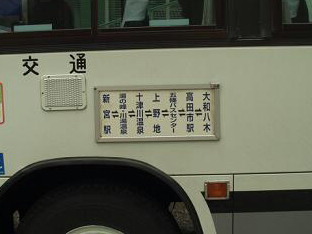 交通
大和八木
⇌
高田市駅
⇌
五條バスセンター
⇌
上野地
⇌
十津川温泉
⇌
湯の峰・川湯温泉
⇌
新宮駅